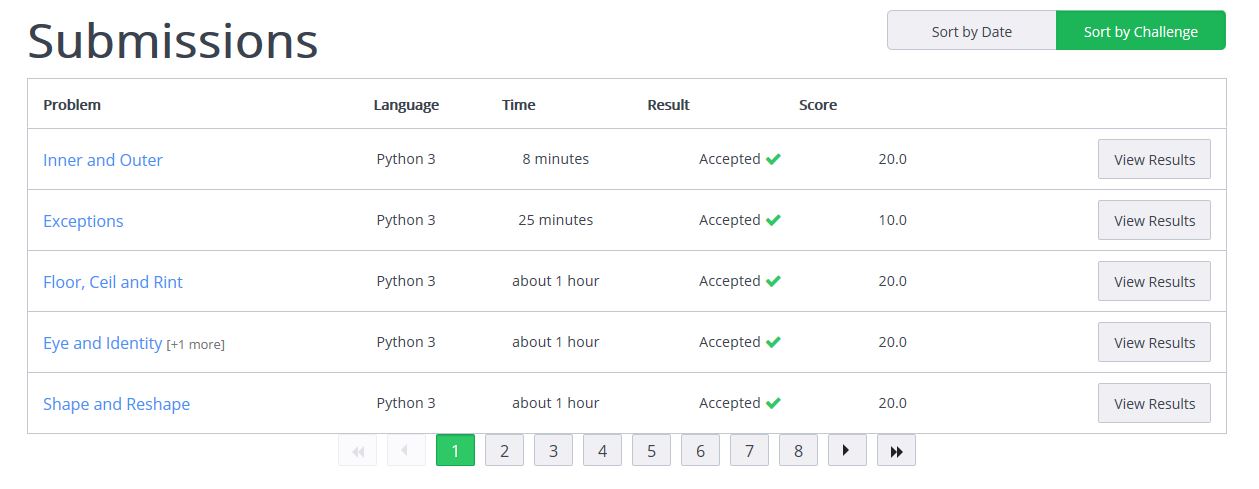 Submissions
Sort by Date Sort by Challenge
Problem Language Time Result Score
Inner and Outer Python 3 8 minutes Accepted 20.0 View Results
Exceptions Python 3 25 minutes Accepted 10.0 View Results
Floor, Ceil and Rint Python 3 about 1 hour Accepted 20.0 View Results
Eye and Identity [+1 more] Python 3 about 1 hour Accepted 20.0 View Results
Shape and Reshape Python 3 about 1 hour Accepted 20.0 View Results
1 2 3 4 5 6 7 8